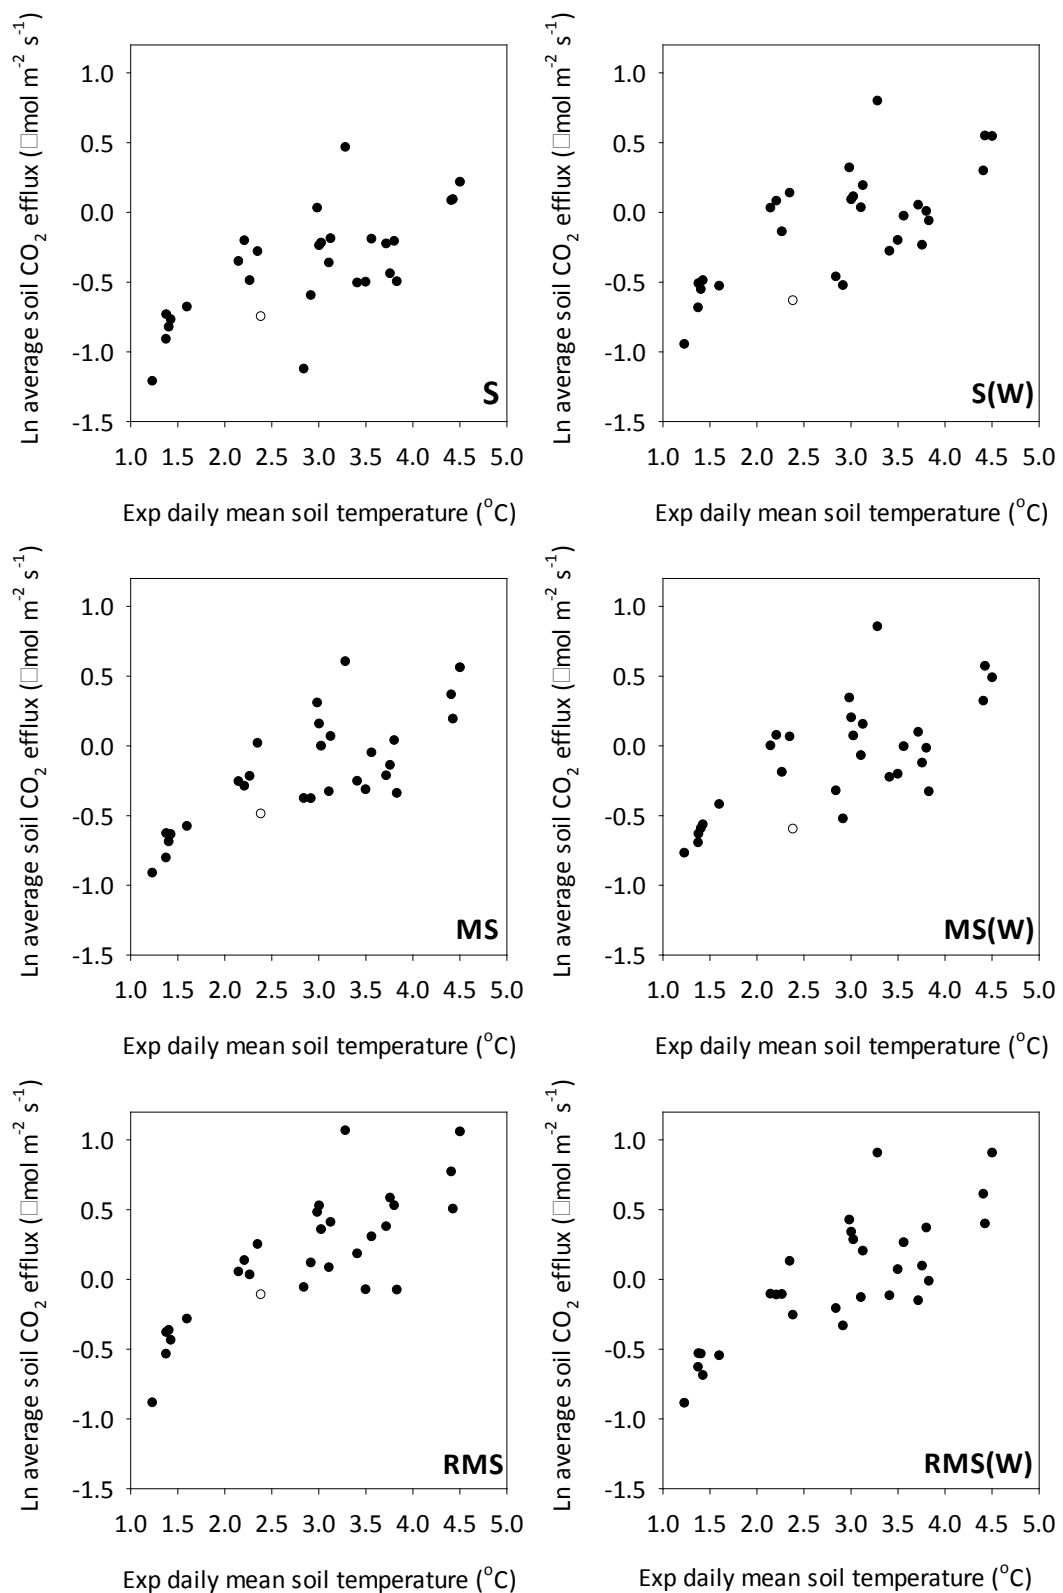 Ln average soil CO₂ efflux (□mol m⁻² s⁻¹)
1.0
0.5
0.0
-0.5
-1.0
-1.5
S
1.0 1.5 2.0 2.5 3.0 3.5 4.0 4.5 5.0
Exp daily mean soil temperature (°C)
Ln average soil CO₂ efflux (□mol m⁻² s⁻¹)
1.0
0.5
0.0
-0.5
-1.0
-1.5
S(W)
1.0 1.5 2.0 2.5 3.0 3.5 4.0 4.5 5.0
Exp daily mean soil temperature (°C)
Ln average soil CO₂ efflux (□mol m⁻² s⁻¹)
1.0
0.5
0.0
-0.5
-1.0
-1.5
MS
1.0 1.5 2.0 2.5 3.0 3.5 4.0 4.5 5.0
Exp daily mean soil temperature (°C)
Ln average soil CO₂ efflux (□mol m⁻² s⁻¹)
1.0
0.5
0.0
-0.5
-1.0
-1.5
MS(W)
1.0 1.5 2.0 2.5 3.0 3.5 4.0 4.5 5.0
Exp daily mean soil temperature (°C)
Ln average soil CO₂ efflux (□mol m⁻² s⁻¹)
1.0
0.5
0.0
-0.5
-1.0
-1.5
RMS
1.0 1.5 2.0 2.5 3.0 3.5 4.0 4.5 5.0
Exp daily mean soil temperature (°C)
Ln average soil CO₂ efflux (□mol m⁻² s⁻¹)
1.0
0.5
0.0
-0.5
-1.0
-1.5
RMS(W)
1.0 1.5 2.0 2.5 3.0 3.5 4.0 4.5 5.0
Exp daily mean soil temperature (°C)